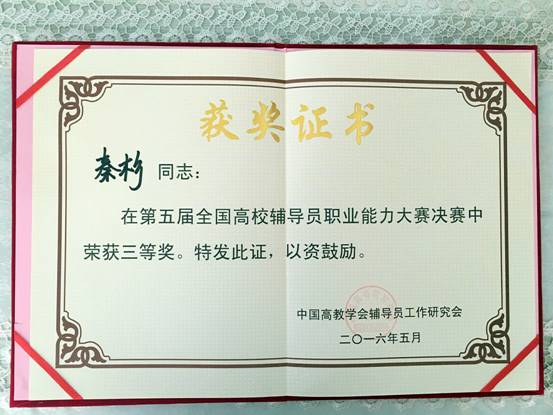 获奖证书
秦杉 同志：
在第五届全国高校辅导员职业能力大赛决赛中
荣获三等奖。特发此证，以资鼓励。
中国高教学会辅导员工作研究会
二〇一六年五月